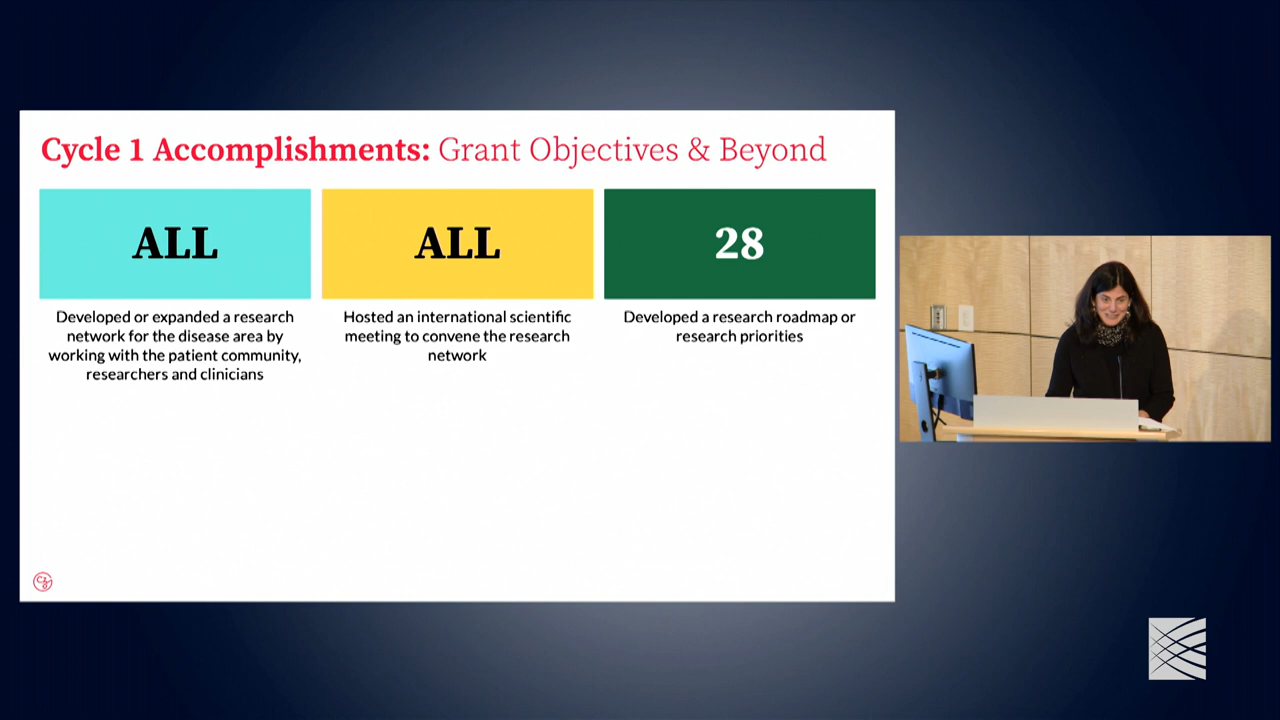 Cycle 1 Accomplishments: Grant Objectives & Beyond
ALL
Developed or expanded a research
network for the disease area by
working with the patient community,
researchers and clinicians
ALL
Hosted an international scientific
meeting to convene the research
network
28
Developed a research roadmap or
research priorities